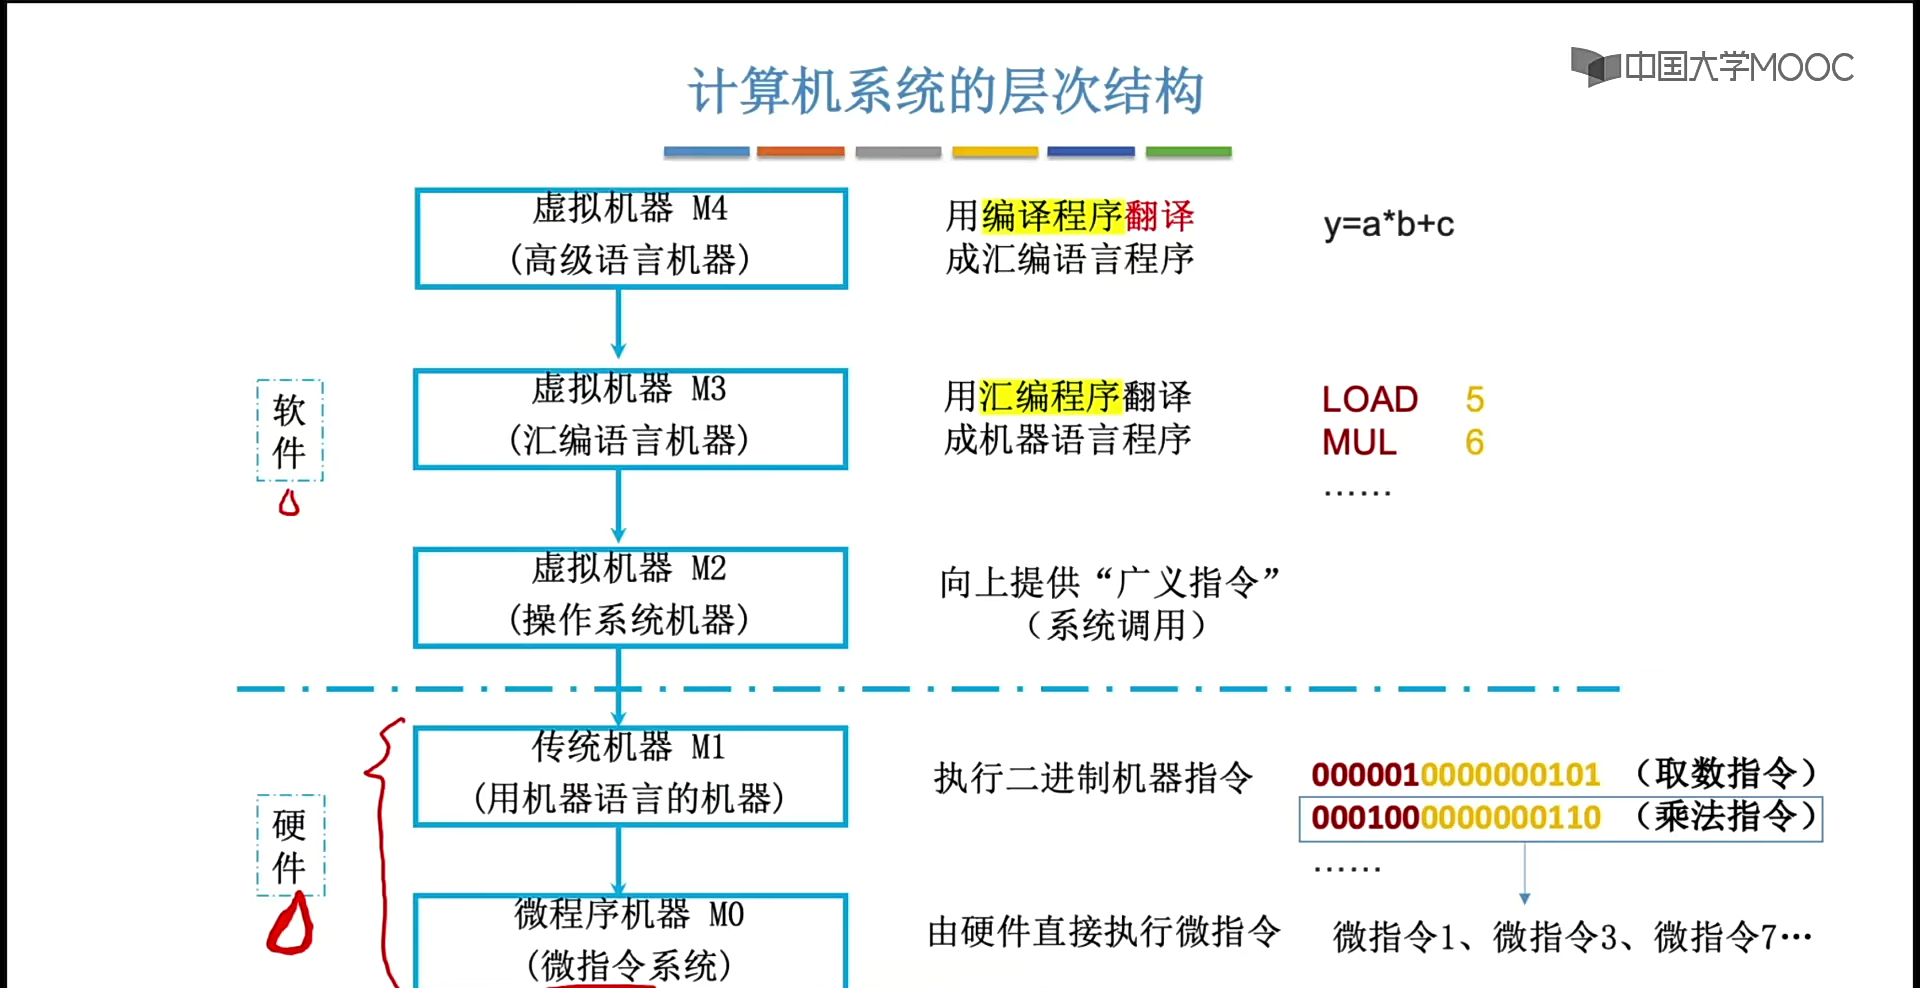 中国大学MOOC
计算机系统的层次结构
虚拟机器 M4
(高级语言机器)
用编译程序翻译
成汇编语言程序
y=a*b+c
软
件
虚拟机器 M3
(汇编语言机器)
用汇编程序翻译
成机器语言程序
LOAD 5
MUL 6
……
虚拟机器 M2
(操作系统机器)
向上提供“广义指令”
（系统调用）
硬
件
传统机器 M1
(用机器语言的机器)
执行二进制机器指令
0000010000000101 （取数指令）
0001000000000110 （乘法指令）
……
微程序机器 M0
(微指令系统)
由硬件直接执行微指令
微指令1、微指令3、微指令7…